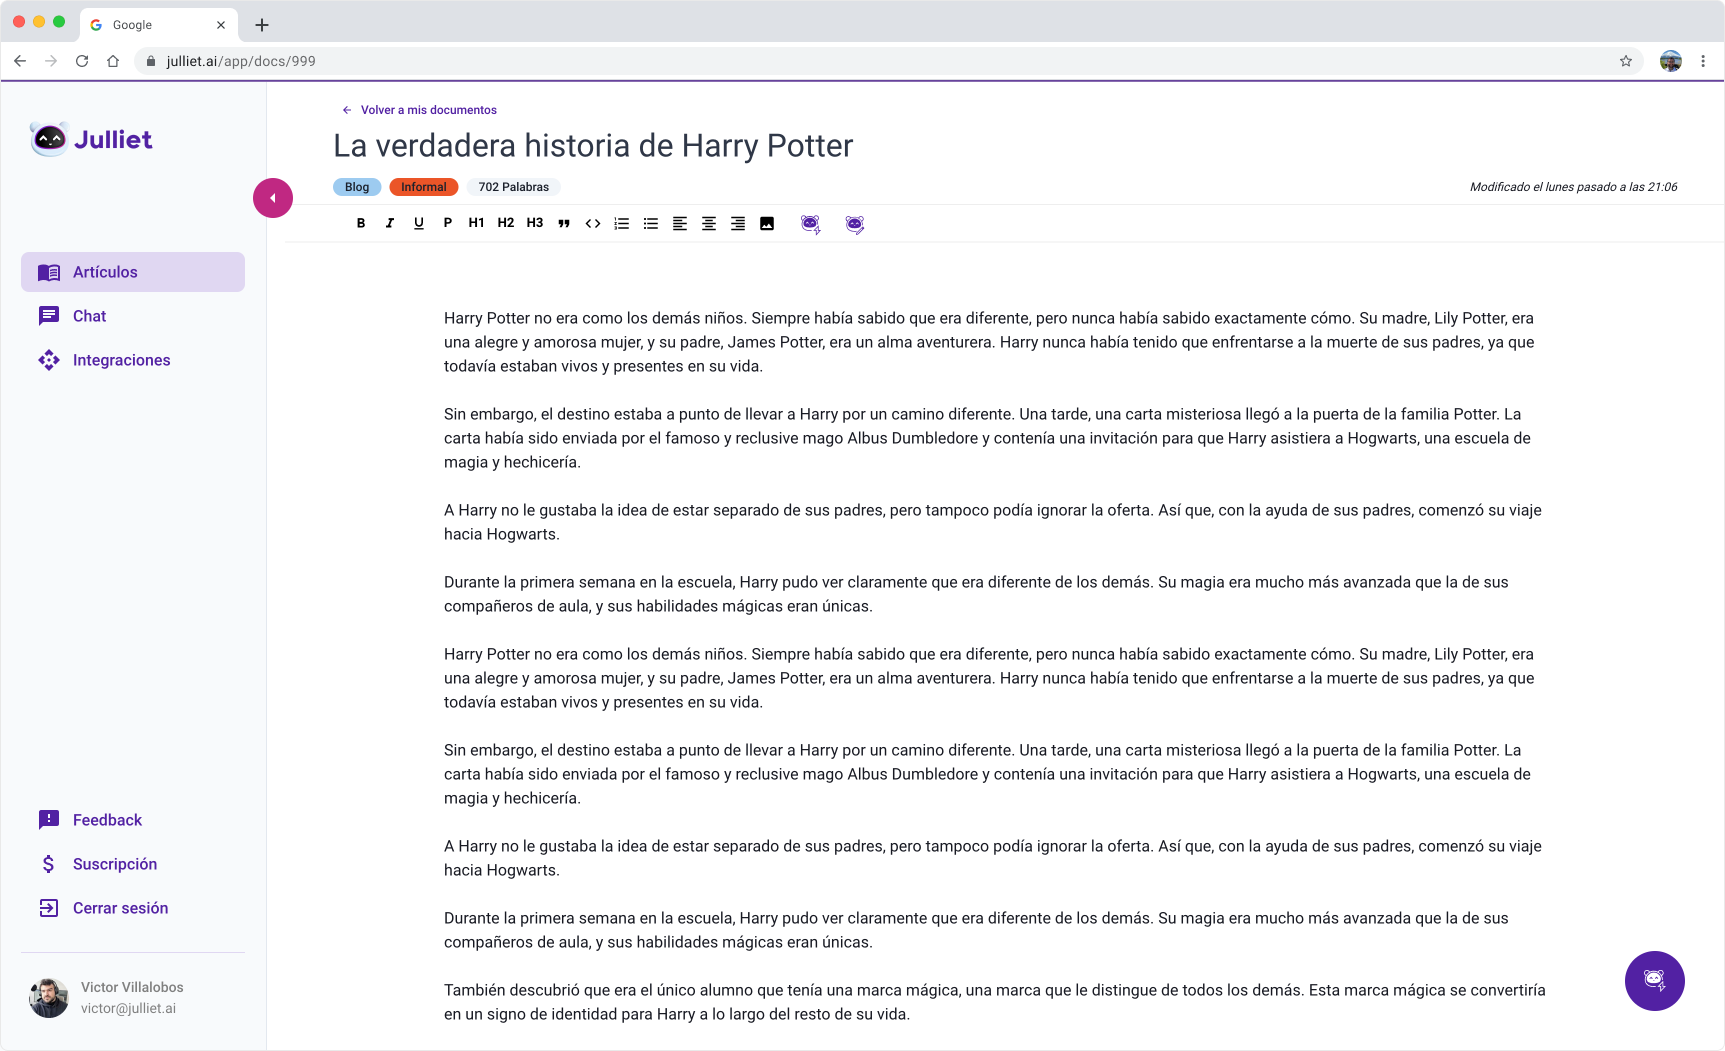 Google
julliet.ai/app/docs/999
Julliet
Artículos
Chat
Integraciones
Feedback
Suscripción
Cerrar sesión
Victor Villalobos
victor@julliet.ai
Volver a mis documentos
La verdadera historia de Harry Potter
Blog Informal 702 Palabras
Modificado el lunes pasado a las 21:06
B I U P H1 H2 H3
Harry Potter no era como los demás niños. Siempre había sabido que era diferente, pero nunca había sabido exactamente cómo. Su madre, Lily Potter, era
una alegre y amorosa mujer, y su padre, James Potter, era un alma aventurera. Harry nunca había tenido que enfrentarse a la muerte de sus padres, ya que
todavía estaban vivos y presentes en su vida.
Sin embargo, el destino estaba a punto de llevar a Harry por un camino diferente. Una tarde, una carta misteriosa llegó a la puerta de la familia Potter. La
carta había sido enviada por el famoso y reclusive mago Albus Dumbledore y contenía una invitación para que Harry asistiera a Hogwarts, una escuela de
magia y hechicería.
A Harry no le gustaba la idea de estar separado de sus padres, pero tampoco podía ignorar la oferta. Así que, con la ayuda de sus padres, comenzó su viaje
hacia Hogwarts.
Durante la primera semana en la escuela, Harry pudo ver claramente que era diferente de los demás. Su magia era mucho más avanzada que la de sus
compañeros de aula, y sus habilidades mágicas eran únicas.
Harry Potter no era como los demás niños. Siempre había sabido que era diferente, pero nunca había sabido exactamente cómo. Su madre, Lily Potter, era
una alegre y amorosa mujer, y su padre, James Potter, era un alma aventurera. Harry nunca había tenido que enfrentarse a la muerte de sus padres, ya que
todavía estaban vivos y presentes en su vida.
Sin embargo, el destino estaba a punto de llevar a Harry por un camino diferente. Una tarde, una carta misteriosa llegó a la puerta de la familia Potter. La
carta había sido enviada por el famoso y reclusive mago Albus Dumbledore y contenía una invitación para que Harry asistiera a Hogwarts, una escuela de
magia y hechicería.
A Harry no le gustaba la idea de estar separado de sus padres, pero tampoco podía ignorar la oferta. Así que, con la ayuda de sus padres, comenzó su viaje
hacia Hogwarts.
Durante la primera semana en la escuela, Harry pudo ver claramente que era diferente de los demás. Su magia era mucho más avanzada que la de sus
compañeros de aula, y sus habilidades mágicas eran únicas.
También descubrió que era el único alumno que tenía una marca mágica, una marca que le distingue de todos los demás. Esta marca mágica se convertiría
en un signo de identidad para Harry a lo largo del resto de su vida.